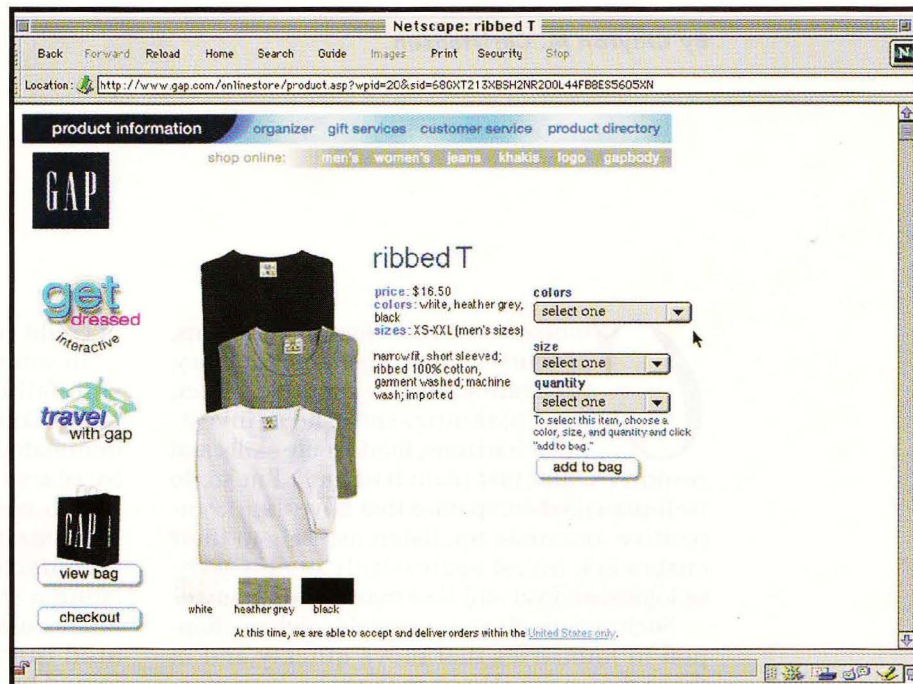 Netscape: ribbed T
Back Forward Reload Home Search Guide Images Print Security Stop
N
Location: http://www.gap.com/onlinestore/product.asp?wpid=20&sid=68GXT213XBSH2NR200L44FB8ES5605XN
product information organizer gift services customer service product directory
shop online: men's women's jeans khakis logo gapbody
GAP
get
dressed
interactive
travel
with gap
GAP
view bag
checkout
ribbed T
price: $16.50
colors: white, heather grey,
black
sizes: XS-XXL (men's sizes)
narrow fit, short sleeved;
ribbed 100% cotton,
garment washed; machine
wash; imported
colors
select one
size
select one
quantity
select one
To select this item, choose a
color, size, and quantity and click
"add to bag."
add to bag
white heather grey black
At this time, we are able to accept and deliver orders within the United States only.